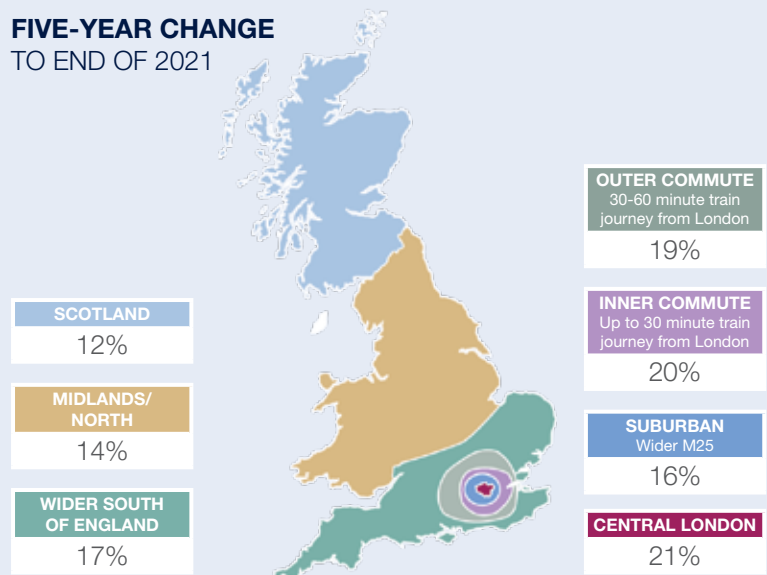 FIVE-YEAR CHANGE
TO END OF 2021
SCOTLAND
12%
MIDLANDS/
NORTH
14%
WIDER SOUTH
OF ENGLAND
17%
OUTER COMMUTE
30-60 minute train
journey from London
19%
INNER COMMUTE
Up to 30 minute train
journey from London
20%
SUBURBAN
Wider M25
16%
CENTRAL LONDON
21%